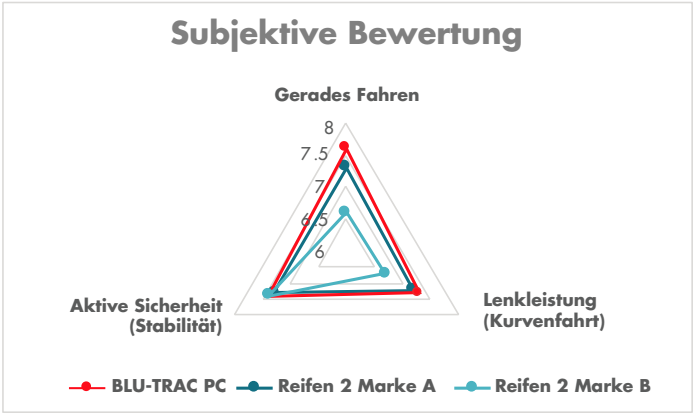 Subjektive Bewertung
Gerades Fahren
8
7.5
7
6.5
6
Aktive Sicherheit
(Stabilität)
Lenkleistung
(Kurvenfahrt)
BLU-TRAC PC Reifen 2 Marke A Reifen 2 Marke B